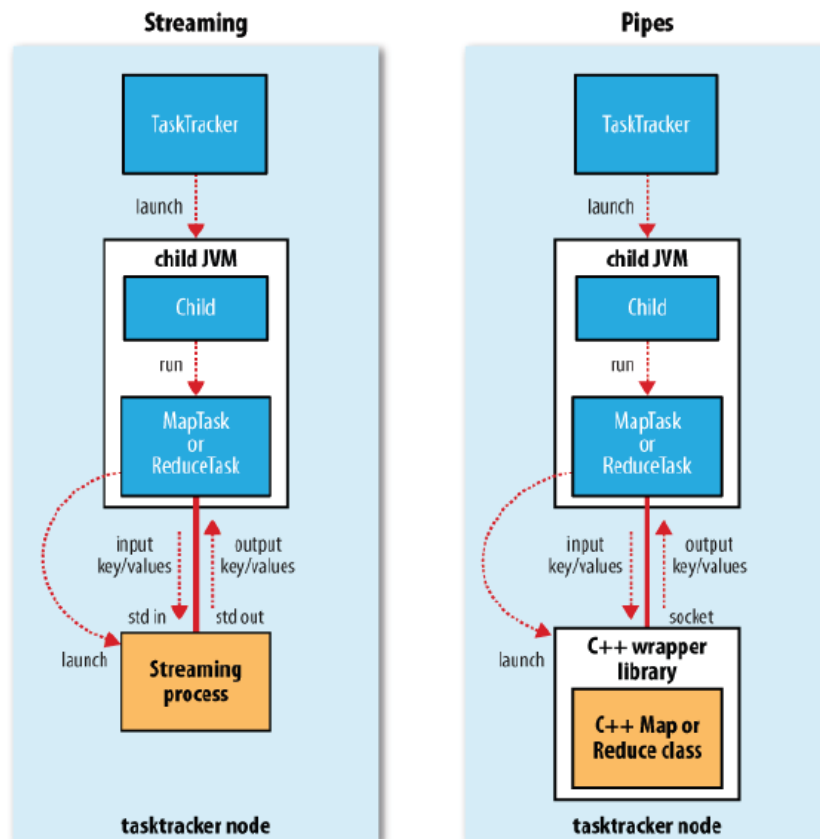 Streaming
TaskTracker
launch
child JVM
Child
run
MapTask
or
ReduceTask
input
key/values
output
key/values
std in
std out
launch
Streaming
process
tasktracker node
Pipes
TaskTracker
launch
child JVM
Child
run
MapTask
or
ReduceTask
input
key/values
output
key/values
socket
launch
C++ wrapper
library
C++ Map or
Reduce class
tasktracker node